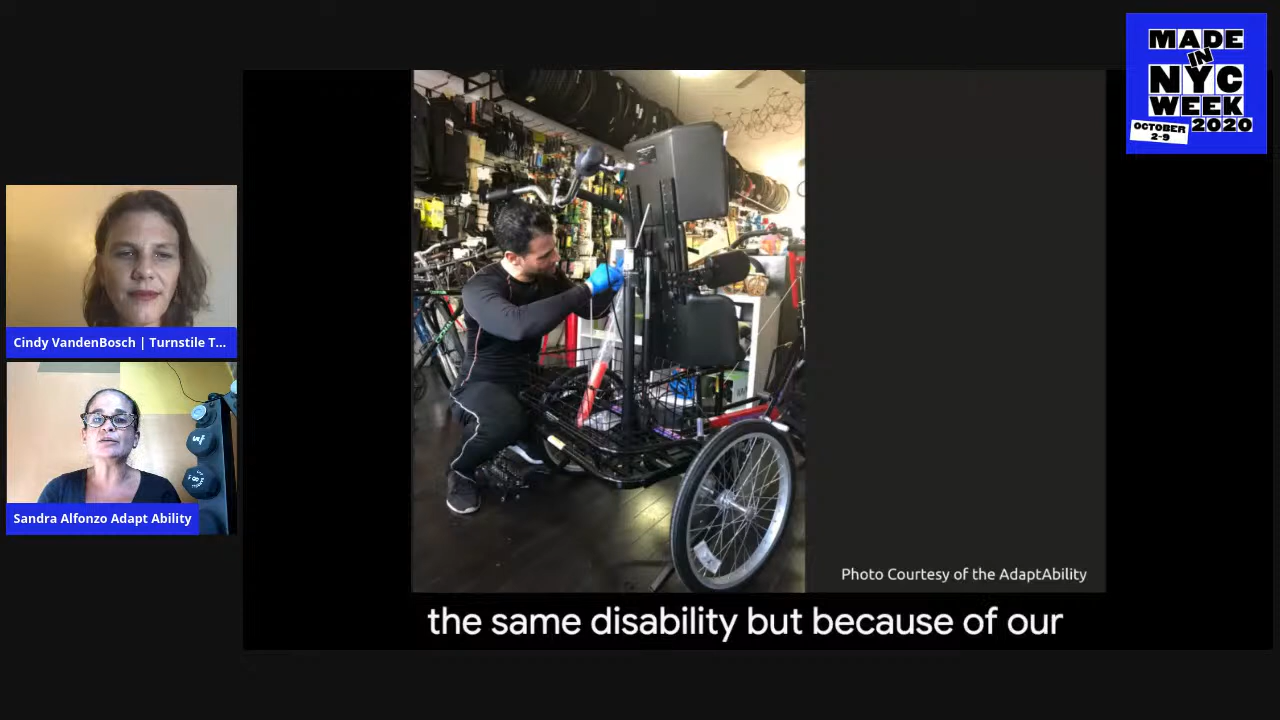 MADE
IN
NYC
WEEK
2020
OCTOBER
2-9
Cindy VandenBosch | Turnstile T...
Sandra Alfonzo Adapt Ability
Photo Courtesy of the AdaptAbility
the same disability but because of our